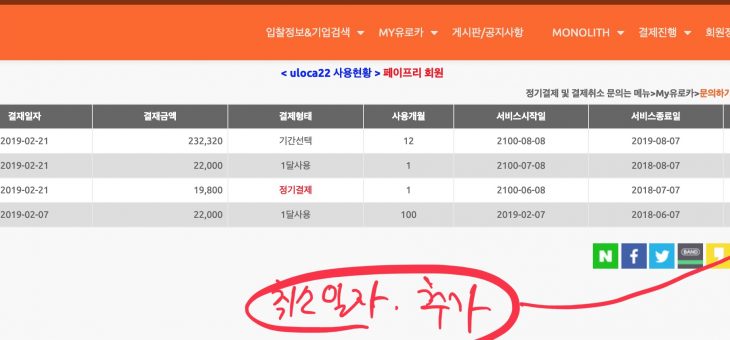 입찰정보&기업검색 MY유로카 게시판/공지사항 MONOLITH 결제진행 회원정
< uloca22 사용현황 > 페이프리 회원
정기결제 및 결제취소 문의는 메뉴>My유로카>문의하기
결재일자 결재금액 결제형태 사용개월 서비스시작일 서비스종료일
2019-02-21 232,320 기간선택 12 2100-08-08 2019-08-07
2019-02-21 22,000 1달사용 1 2100-07-08 2018-08-07
2019-02-21 19,800 정기결제 1 2100-06-08 2018-07-07
2019-02-07 22,000 1달사용 100 2019-02-07 2018-06-07
N f BAND
취소일자. 추가